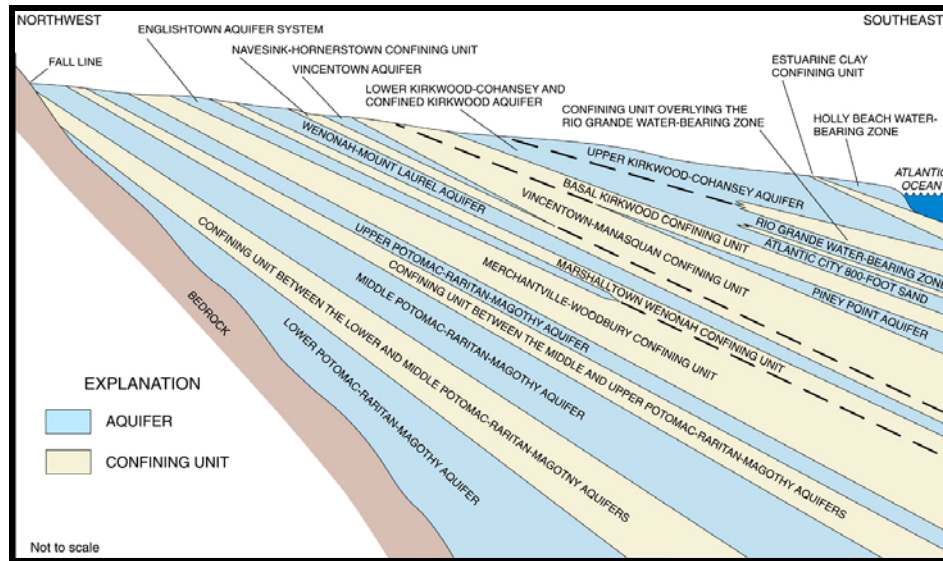 NORTHWEST
SOUTHEAST
ENGLISHTOWN AQUIFER SYSTEM
NAVESINK-HORNERSTOWN CONFINING UNIT
VINCENTOWN AQUIFER
FALL LINE
LOWER KIRKWOOD-COHANSEY AND
CONFINED KIRKWOOD AQUIFER
CONFINING UNIT OVERLYING THE
RIO GRANDE WATER-BEARING ZONE
ESTUARINE CLAY
CONFINING UNIT
HOLLY BEACH WATER-
BEARING ZONE
ATLANTIC
OCEAN
WENONAH-MOUNT LAUREL AQUIFER
UPPER KIRKWOOD-COHANSEY AQUIFER
BASAL KIRKWOOD CONFINING UNIT
RIO GRANDE WATER-BEARING ZONE
ATLANTIC CITY 800-FOOT SAND
VINCENTOWN-MANASQUAN CONFINING UNIT
PINEY POINT AQUIFER
MARSHALLTOWN WENONAH CONFINING UNIT
MERCHANTVILLE-WOODBURY CONFINING UNIT
UPPER POTOMAC-RARITAN-MAGOTHY AQUIFER
CONFINING UNIT BETWEEN THE MIDDLE AND UPPER POTOMAC-RARITAN-MAGOTHY AQUIFERS
MIDDLE POTOMAC-RARITAN-MAGOTHY AQUIFER
CONFINING UNIT BETWEEN THE LOWER AND MIDDLE POTOMAC-RARITAN-MAGOTNY AQUIFERS
LOWER POTOMAC-RARITAN-MAGOTHY AQUIFER
BEDROCK
EXPLANATION
AQUIFER
CONFINING UNIT
Not to scale